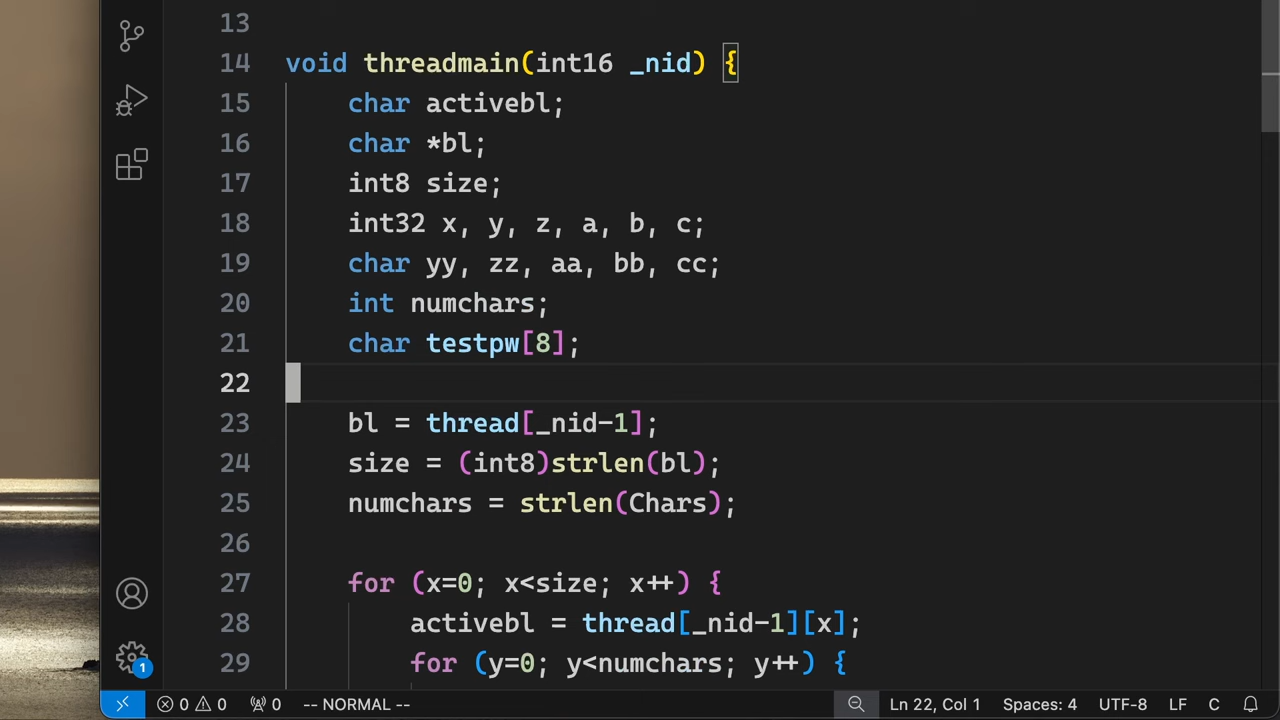 13
14 void threadmain(int16 _nid) {
15 char activebl;
16 char *bl;
17 int8 size;
18 int32 x, y, z, a, b, c;
19 char yy, zz, aa, bb, cc;
20 int numchars;
21 char testpw[8];
22
23 bl = thread[_nid-1];
24 size = (int8)strlen(bl);
25 numchars = strlen(Chars);
26
27 for (x=0; x<size; x++) {
28 activebl = thread[_nid-1][x];
29 for (y=0; y<numchars; y++) {
1
0 0 0 -- NORMAL -- Ln 22, Col 1 Spaces: 4 UTF-8 LF C